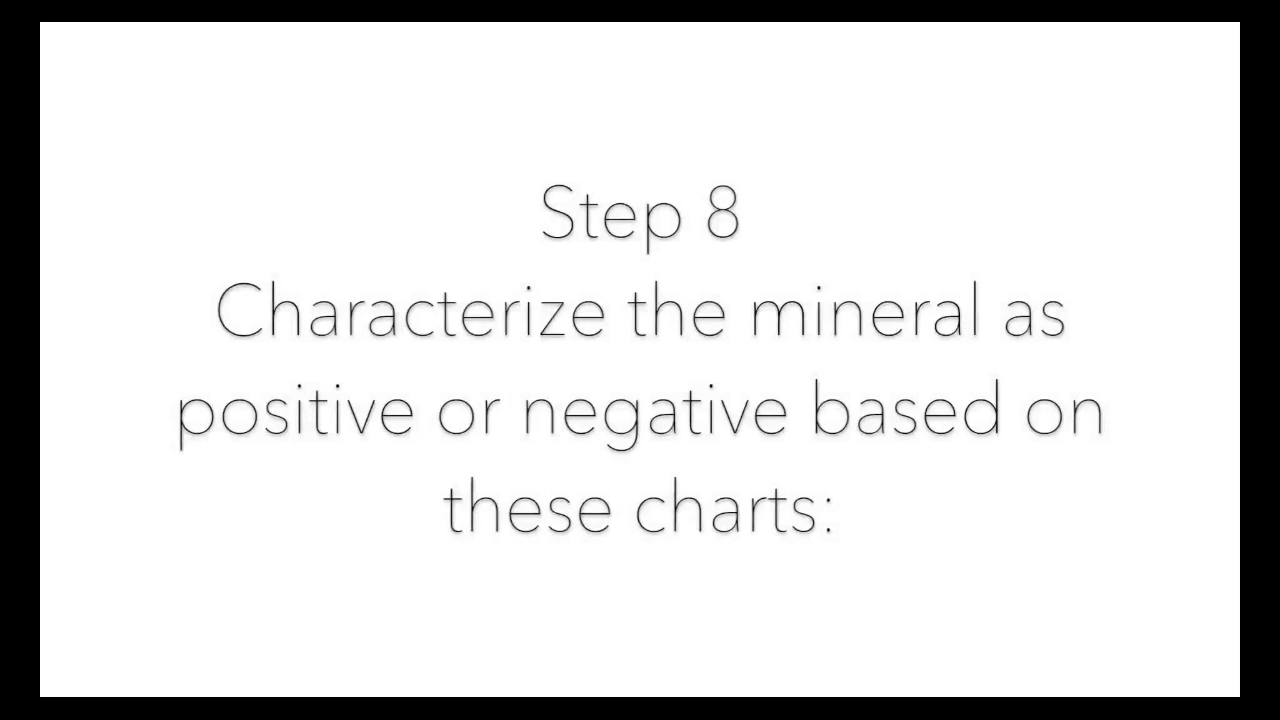 Step 8
Characterize the mineral as
positive or negative based on
these charts: